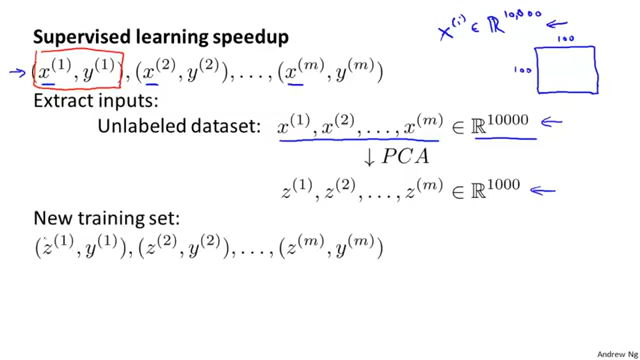 Supervised learning speedup
x^(i) ∈ ℝ^10,000 ←
100
100
→ (x^(1), y^(1)), (x^(2), y^(2)), . . . , (x^(m), y^(m))
Extract inputs:
Unlabeled dataset: x^(1), x^(2), . . . , x^(m) ∈ ℝ^10000 ←
↓ PCA
z^(1), z^(2), . . . , z^(m) ∈ ℝ^1000 ←
New training set:
(z^(1), y^(1)), (z^(2), y^(2)), . . . , (z^(m), y^(m))
Andrew Ng